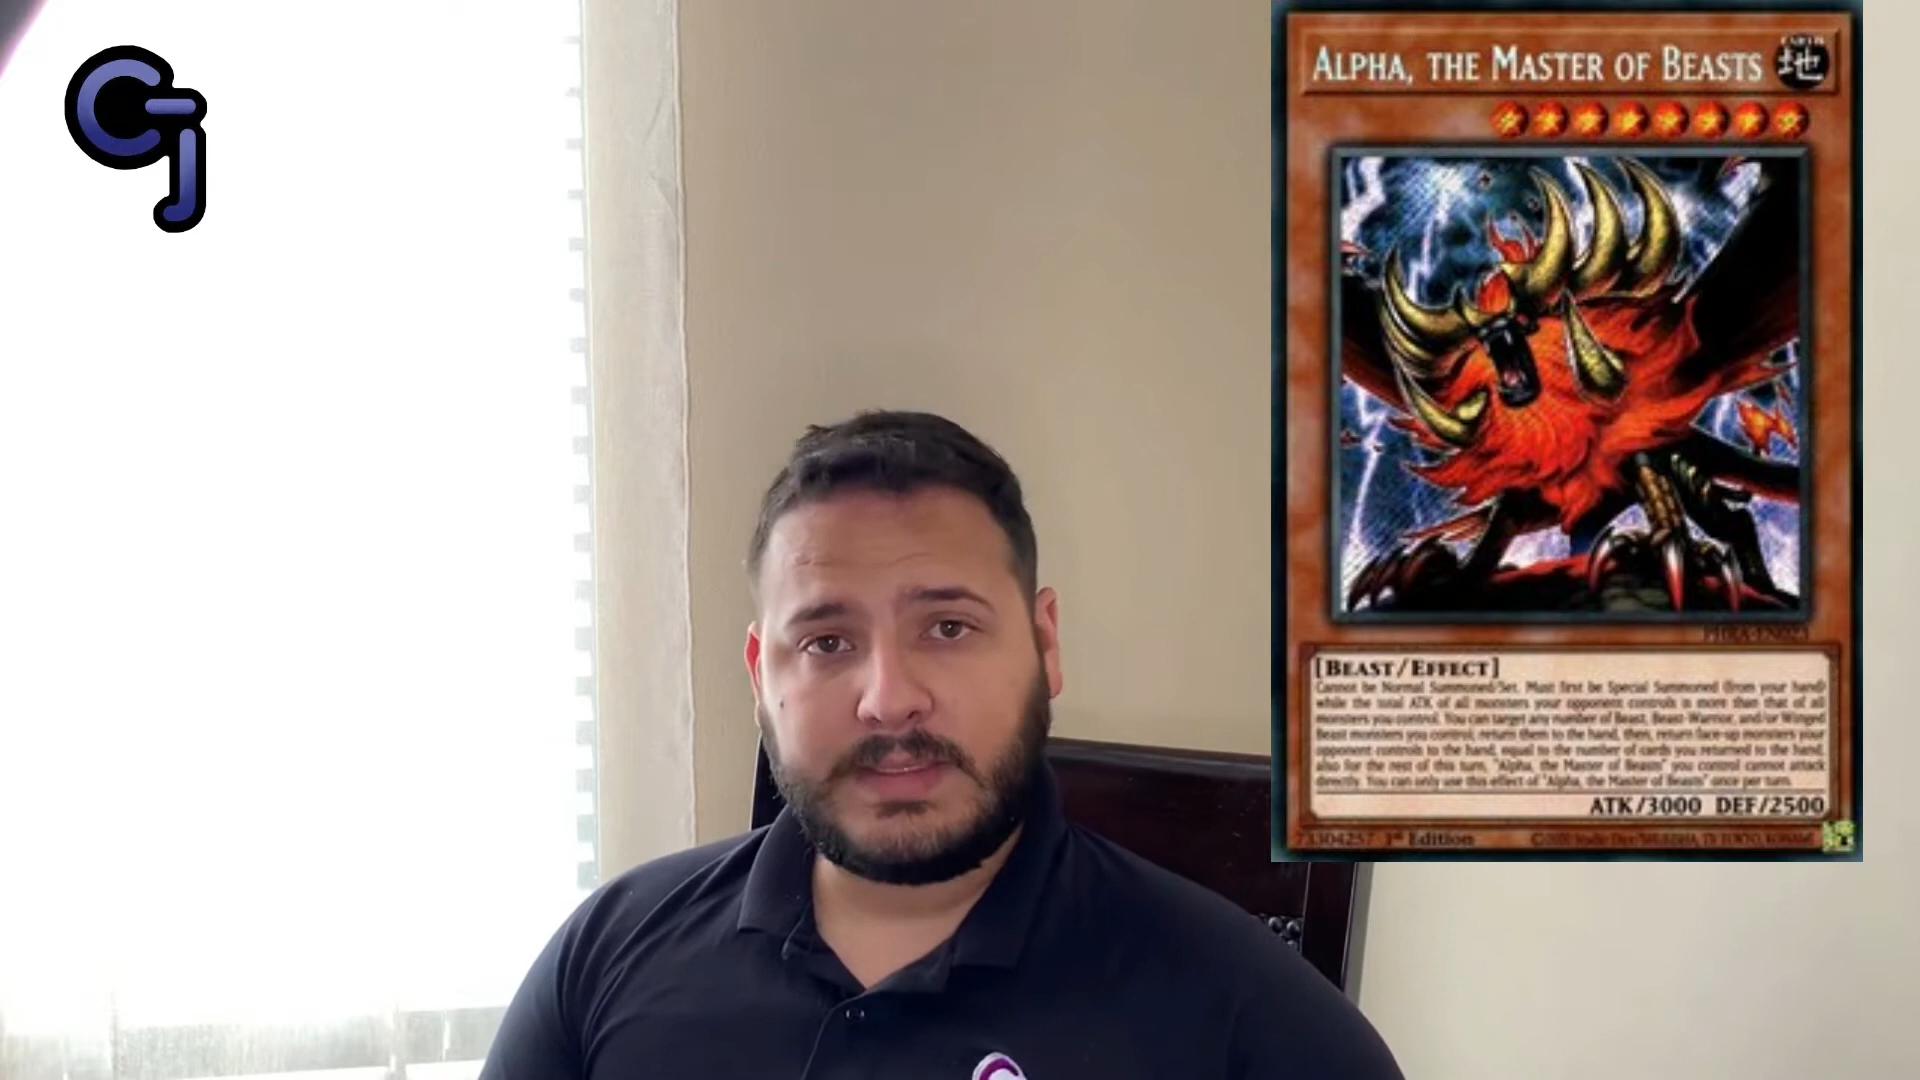 CJ
ALPHA, THE MASTER OF BEASTS
EARTH
地
PHRA-EN023
[BEAST/EFFECT]
Cannot be Normal Summoned/Set. Must first be Special Summoned (from your hand)
while the total ATK of all monsters your opponent controls is more than that of all
monsters you control. You can target any number of Beast, Beast-Warrior, and/or Winged
Beast monsters you control; return them to the hand, then, return face-up monsters your
opponent controls to the hand, equal to the number of cards you returned to the hand,
also for the rest of this turn, "Alpha, the Master of Beasts" you control cannot attack
directly. You can only use this effect of "Alpha, the Master of Beasts" once per turn.
ATK/3000 DEF/2500
73304257 1st Edition